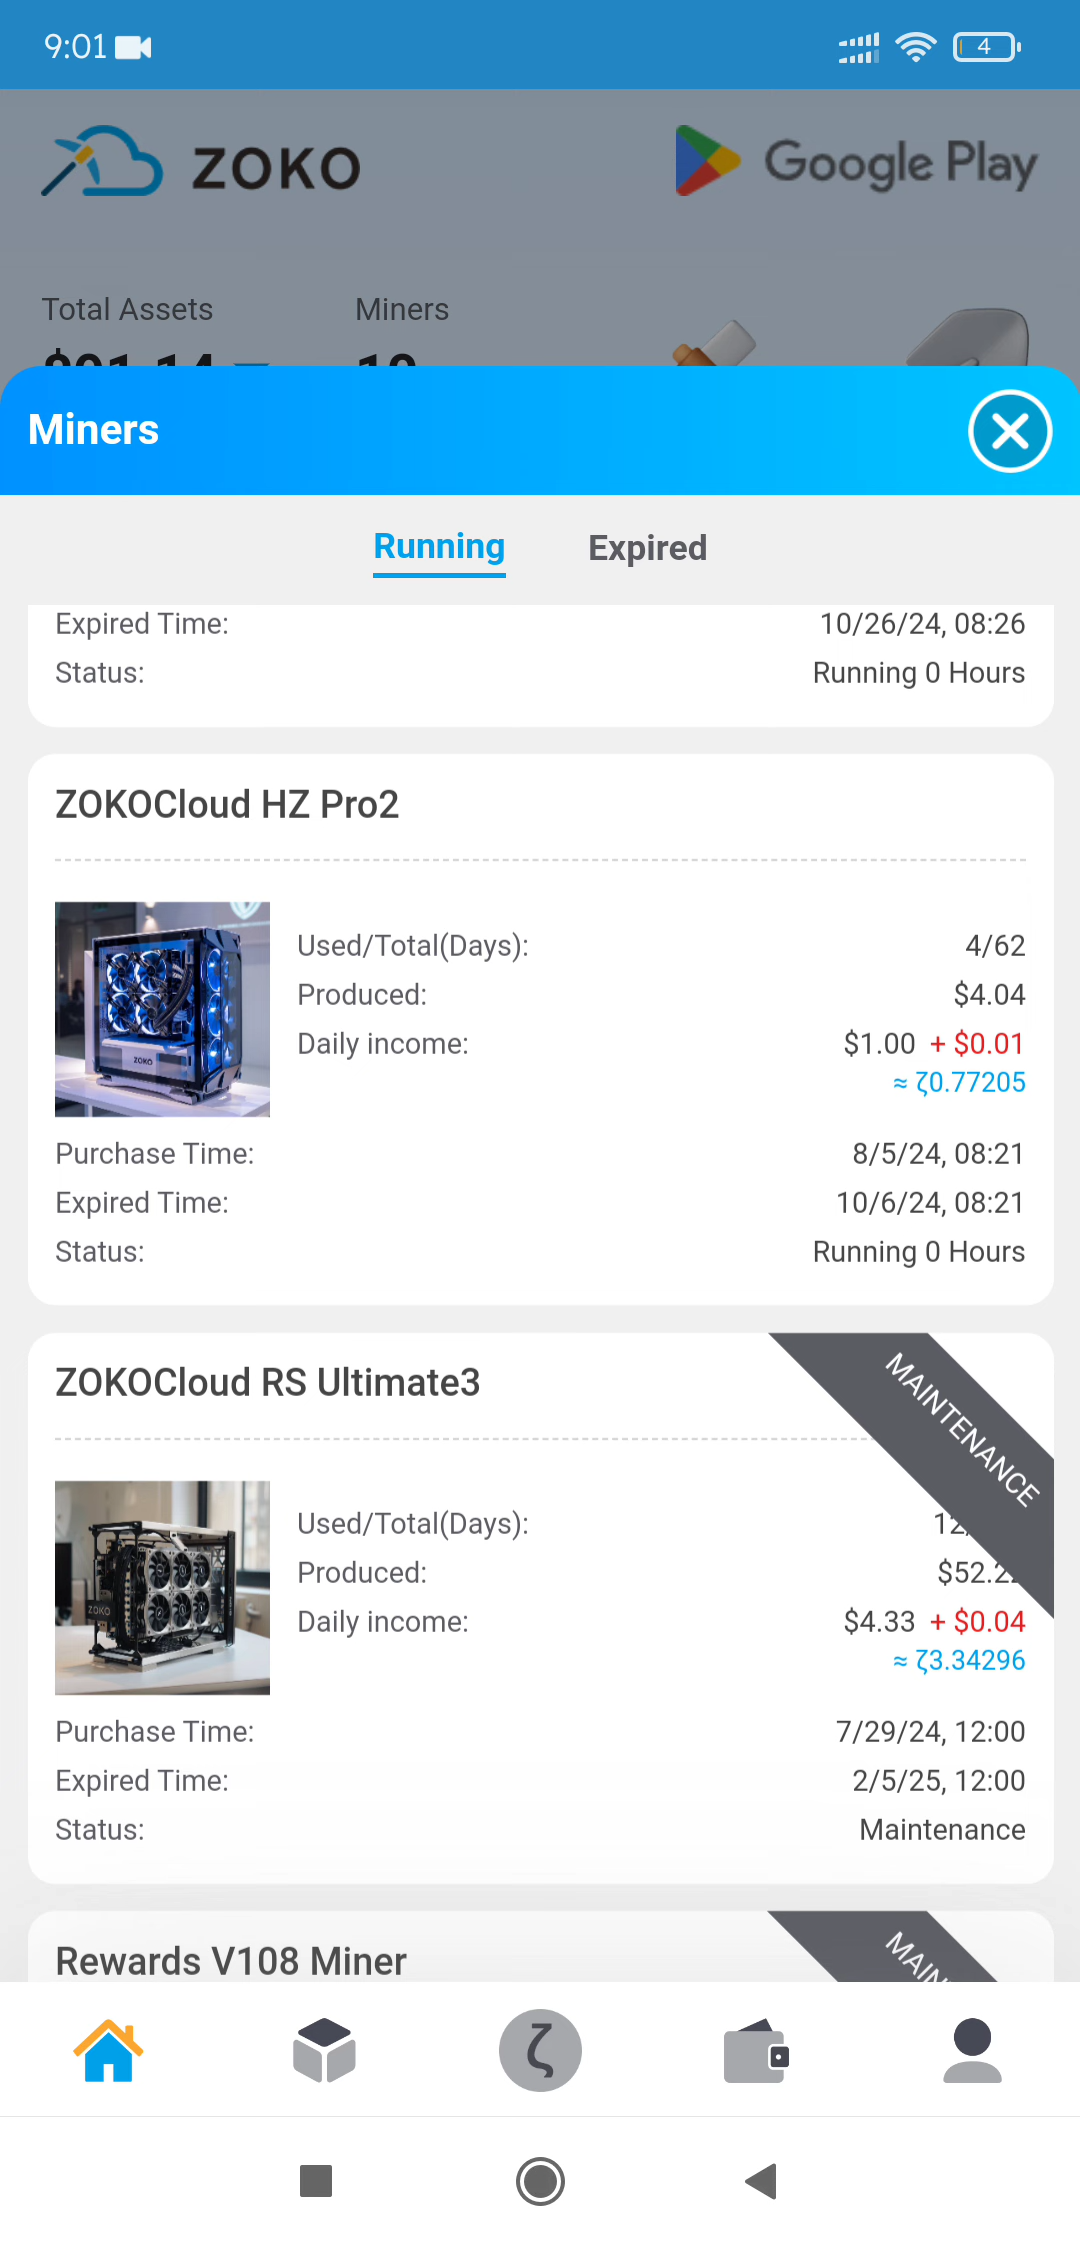 9:01
4
ZOKO
Google Play
Total Assets
Miners
Miners
Running
Expired
Expired Time:
10/26/24, 08:26
Status:
Running 0 Hours
ZOKOCloud HZ Pro2
ZOKO
Used/Total(Days):
4/62
Produced:
$4.04
Daily income:
$1.00 + $0.01
≈ ζ0.77205
Purchase Time:
8/5/24, 08:21
Expired Time:
10/6/24, 08:21
Status:
Running 0 Hours
ZOKOCloud RS Ultimate3
MAINTENANCE
ZOKO
Used/Total(Days):
12/
Produced:
$52.2
Daily income:
$4.33 + $0.04
≈ ζ3.34296
Purchase Time:
7/29/24, 12:00
Expired Time:
2/5/25, 12:00
Status:
Maintenance
Rewards V108 Miner
MAIN
ζ